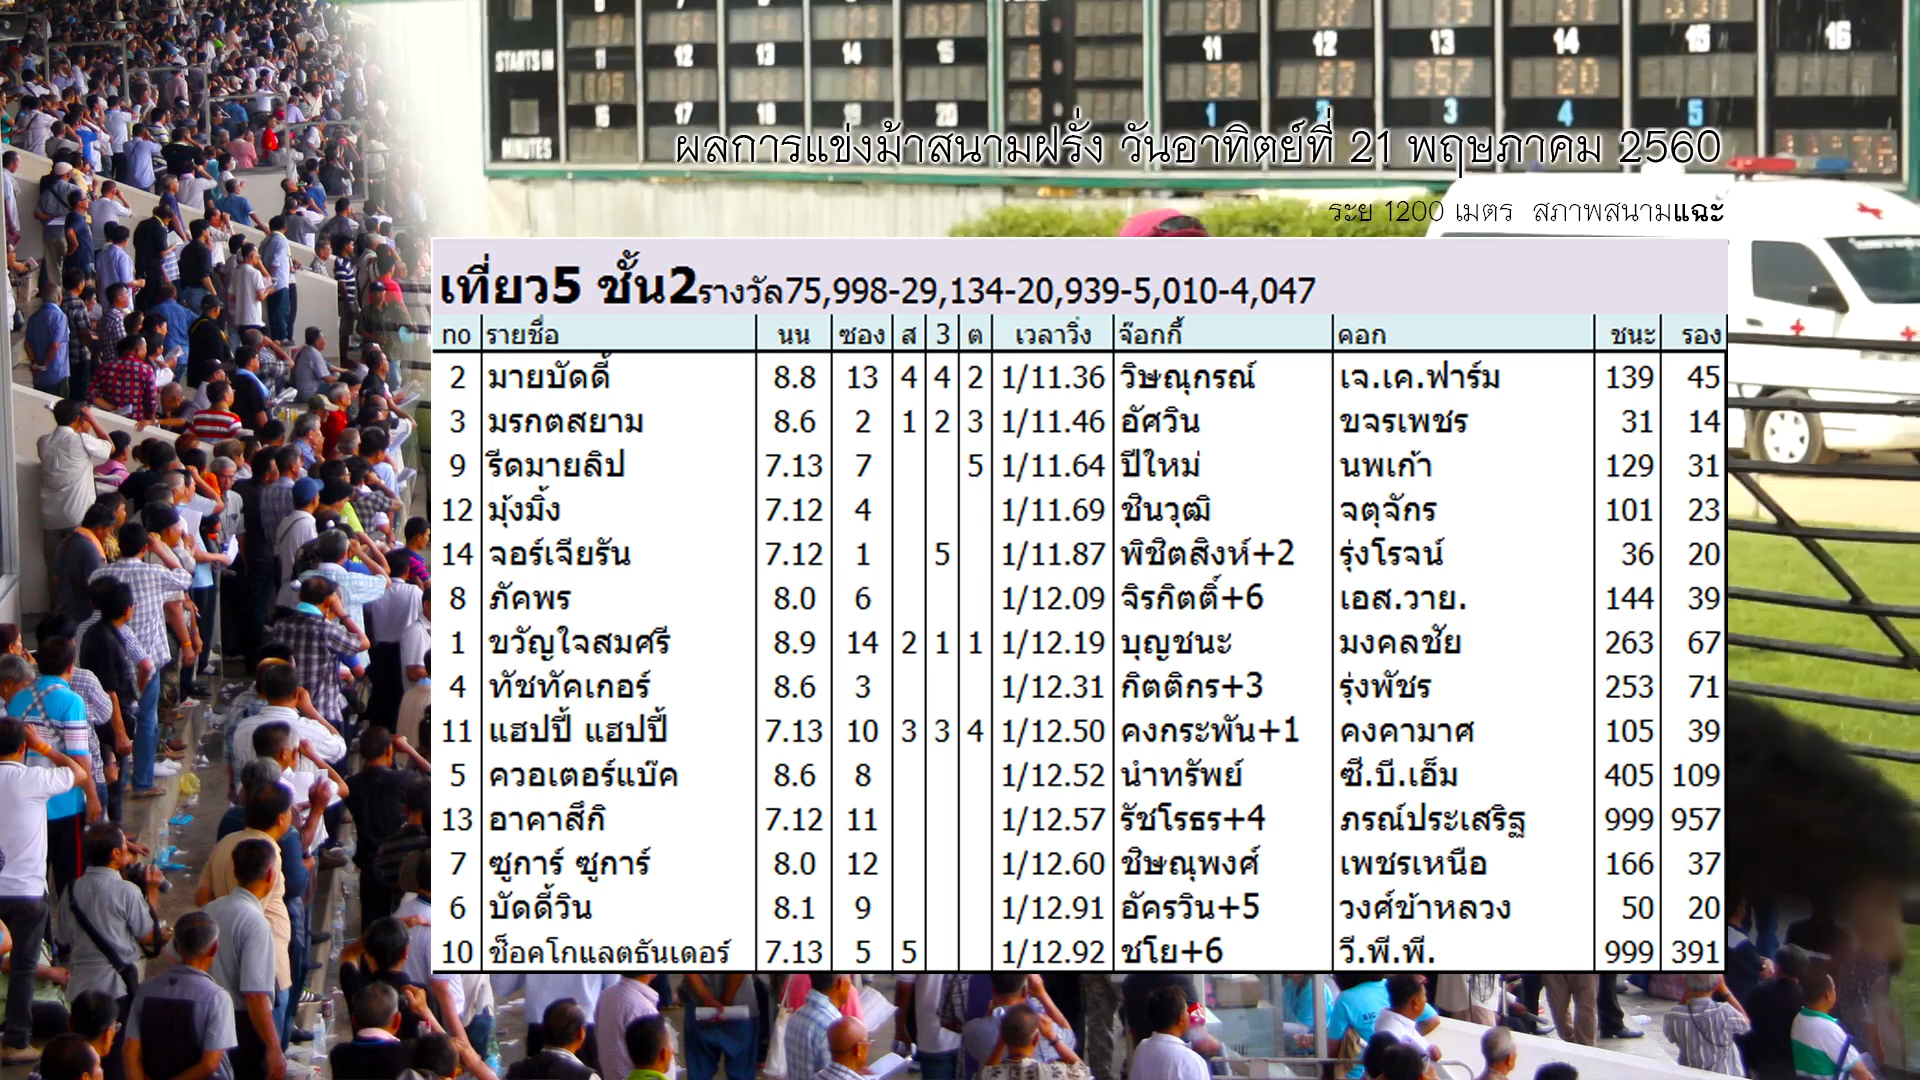 STARTS IN
11
12
13
14
15
11
12
13
14
15
16
16
17
18
19
20
1
2
3
4
5
MINUTES
ผลการแข่งม้าสนามฝรั่ง วันอาทิตย์ที่ 21 พฤษภาคม 2560
ระยะ 1200 เมตร สภาพสนามแฉะ
เที่ยว5 ชั้น2รางวัล75,998-29,134-20,939-5,010-4,047
no รายชื่อ นน ซอง ส 3 ต เวลาวิ่ง จ๊อกกี้ คอก ชนะ รอง
2 มายบัดดี้ 8.8 13 4 4 2 1/11.36 วิษณุกรณ์ เจ.เค.ฟาร์ม 139 45
3 มรกตสยาม 8.6 2 1 2 3 1/11.46 อัศวิน ขจรเพชร 31 14
9 รีดมายลิป 7.13 7 5 1/11.64 ปีใหม่ นพเก้า 129 31
12 มุ้งมิ้ง 7.12 4 1/11.69 ชินวุฒิ จตุจักร 101 23
14 จอร์เจียรัน 7.12 1 5 1/11.87 พิชิตสิงห์+2 รุ่งโรจน์ 36 20
8 ภัคพร 8.0 6 1/12.09 จิรกิตติ์+6 เอส.วาย. 144 39
1 ขวัญใจสมศรี 8.9 14 2 1 1 1/12.19 บุญชนะ มงคลชัย 263 67
4 ทัชทัคเกอร์ 8.6 3 1/12.31 กิตติกร+3 รุ่งพัชร 253 71
11 แฮปปี้ แฮปปี้ 7.13 10 3 3 4 1/12.50 คงกระพัน+1 คงคามาศ 105 39
5 ควอเตอร์แบ๊ค 8.6 8 1/12.52 นำทรัพย์ ซี.บี.เอ็ม 405 109
13 อาคาสึกิ 7.12 11 1/12.57 รัชโรธร+4 ภรณ์ประเสริฐ 999 957
7 ซูการ์ ซูการ์ 8.0 12 1/12.60 ชิษณุพงศ์ เพชรเหนือ 166 37
6 บัดดี้วิน 8.1 9 1/12.91 อัครวิน+5 วงศ์ข้าหลวง 50 20
10 ช็อคโกแลตธันเดอร์ 7.13 5 5 1/12.92 ชโย+6 วี.พี.พี. 999 391